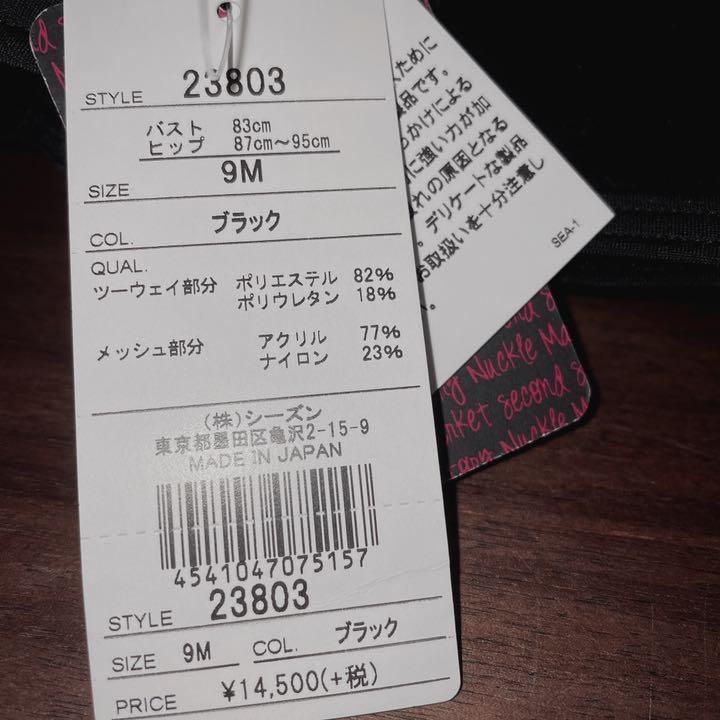 STYLE 23803
バスト 83cm
ヒップ 87cm～95cm
SIZE 9M
COL. ブラック
QUAL.
ツーウェイ部分 ポリエステル 82%
ポリウレタン 18%
メッシュ部分 アクリル 77%
ナイロン 23%
(株)シーズン
東京都墨田区亀沢2-15-9
MADE IN JAPAN
4541047075157
STYLE 23803
SIZE 9M COL. ブラック
PRICE ¥14,500(+税)
ために
品です。
っかけによる
に強い力が加
れの原因となる
。デリケートな製品
お取扱いを十分注意し
SEA-1
Nuckle Ma
second s
Nuckle Ma